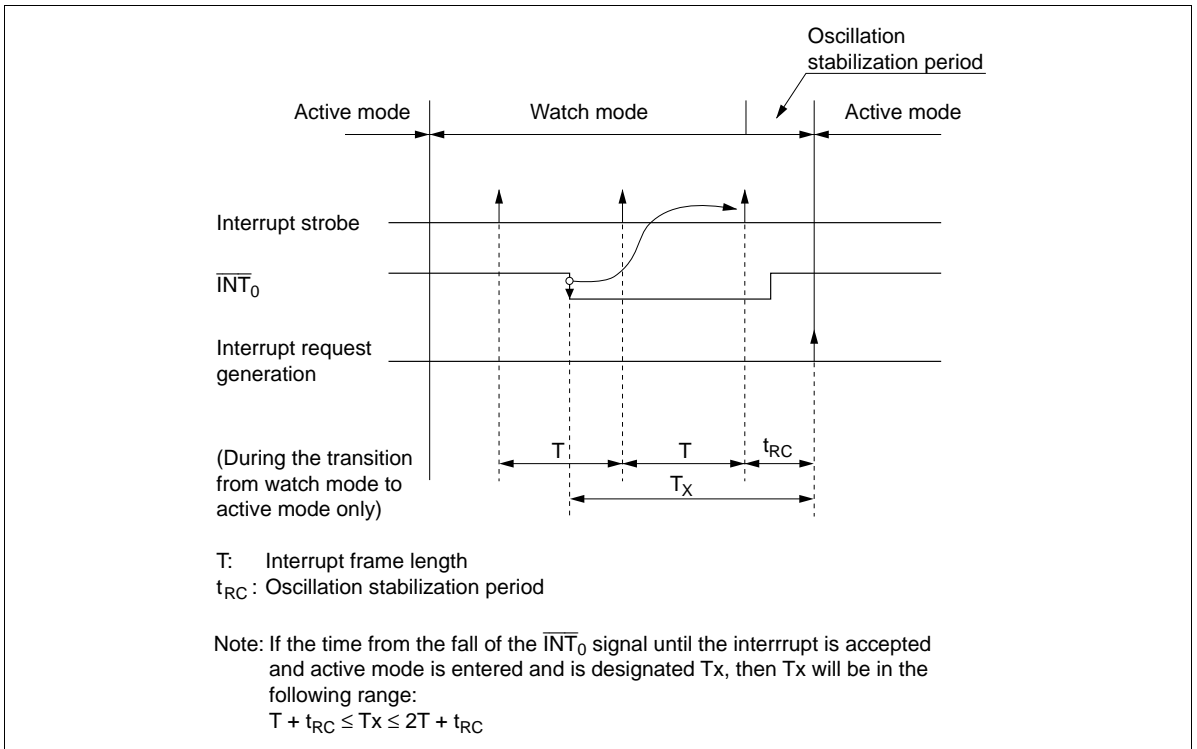 Oscillation
stabilization period
Active mode
Watch mode
Active mode
Interrupt strobe
INT0
Interrupt request
generation
(During the transition
from watch mode to
active mode only)
T
T
tRC
TX
T: Interrupt frame length
tRC : Oscillation stabilization period
Note: If the time from the fall of the INT0 signal until the interrrupt is accepted
and active mode is entered and is designated Tx, then Tx will be in the
following range:
T + tRC ≤ Tx ≤ 2T + tRC